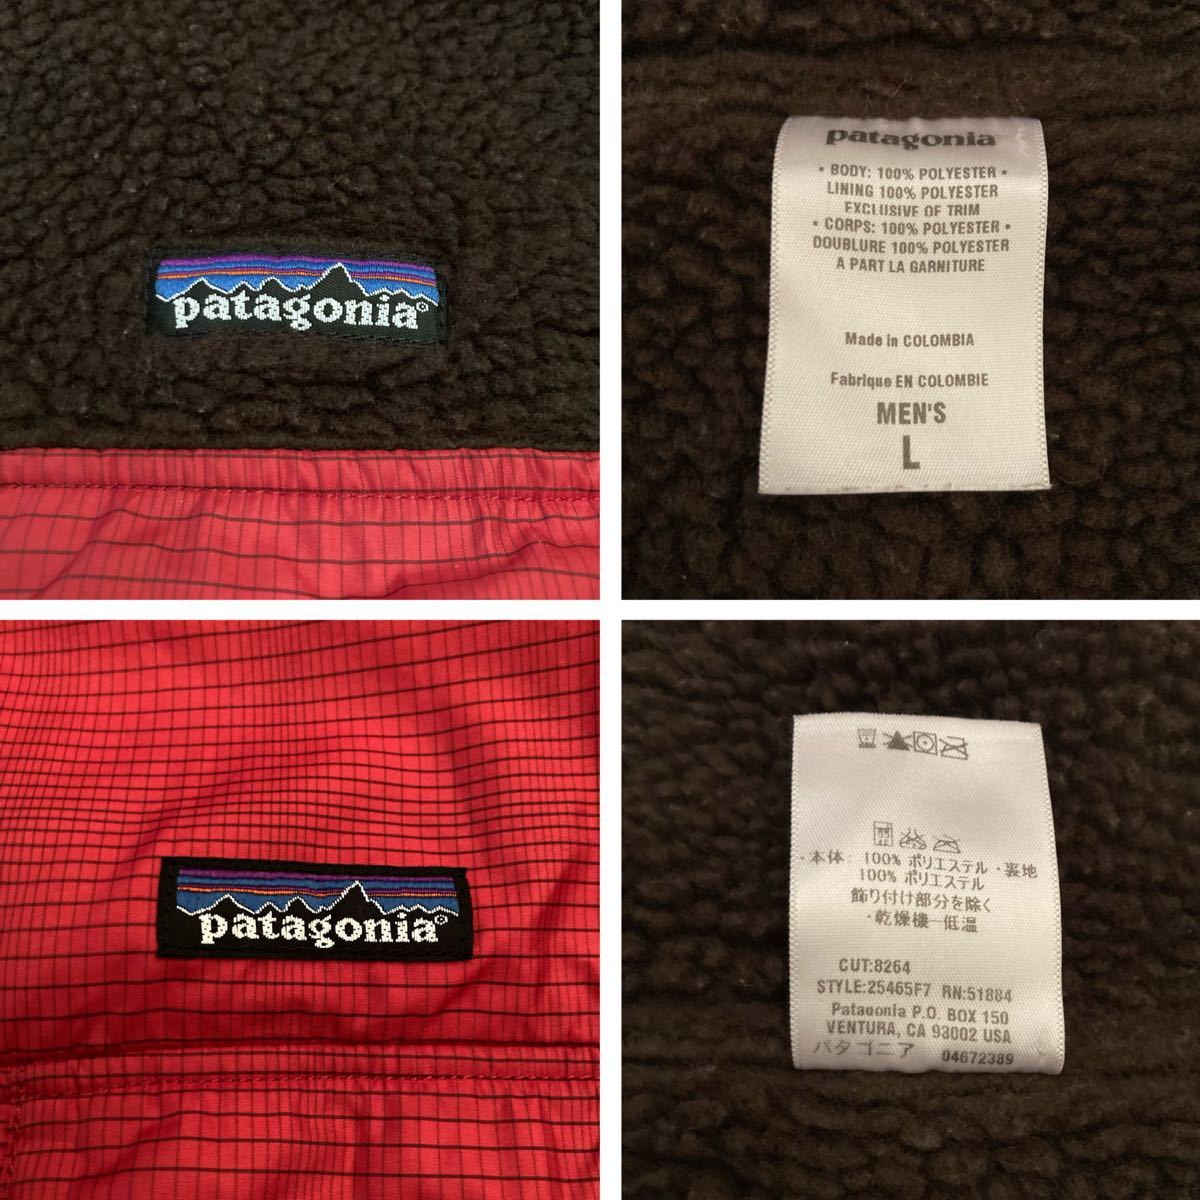 patagonia®
patagonia
• BODY: 100% POLYESTER •
LINING 100% POLYESTER
EXCLUSIVE OF TRIM
• CORPS: 100% POLYESTER •
DOUBLURE 100% POLYESTER
A PART LA GARNITURE
Made in COLOMBIA
Fabrique EN COLOMBIE
MEN'S
L
patagonia®
・本体: 100% ポリエステル・裏地
100% ポリエステル
飾り付け部分を除く
・乾燥機一低温
CUT:8264
STYLE:25465F7 RN:51884
Patagonia P.O. BOX 150
VENTURA, CA 93002 USA
パタゴニア 04672389